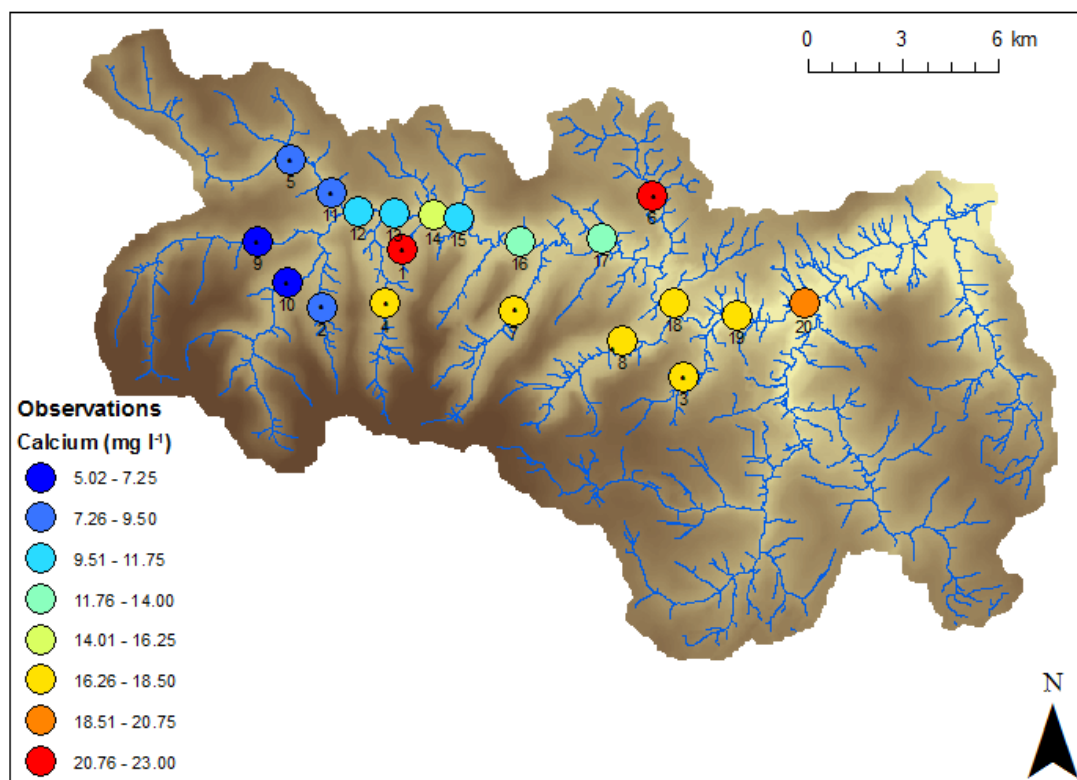 0 3 6 km
5
6
11
12
13
14
15
1
9
16
17
10
2
4
7
18
19
20
8
3
Observations
Calcium (mg l⁻¹)
5.02 - 7.25
7.26 - 9.50
9.51 - 11.75
11.76 - 14.00
14.01 - 16.25
16.26 - 18.50
18.51 - 20.75
20.76 - 23.00
N